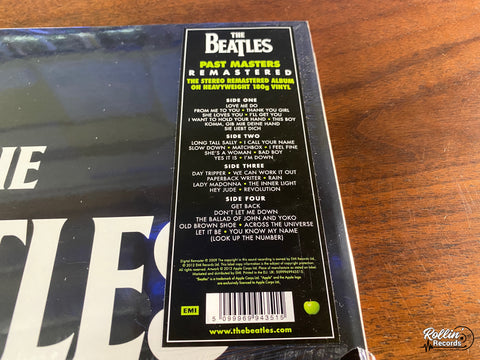 THE
BEATLES
PAST MASTERS
REMASTERED
THE STEREO REMASTERED ALBUM
ON HEAVYWEIGHT 180g VINYL
SIDE ONE
LOVE ME DO
FROM ME TO YOU • THANK YOU GIRL
SHE LOVES YOU • I'LL GET YOU
I WANT TO HOLD YOUR HAND • THIS BOY
KOMM, GIB MIR DEINE HAND
SIE LIEBT DICH
SIDE TWO
LONG TALL SALLY • I CALL YOUR NAME
SLOW DOWN • MATCHBOX • I FEEL FINE
SHE'S A WOMAN • BAD BOY
YES IT IS • I'M DOWN
SIDE THREE
DAY TRIPPER • WE CAN WORK IT OUT
PAPERBACK WRITER • RAIN
LADY MADONNA • THE INNER LIGHT
HEY JUDE • REVOLUTION
SIDE FOUR
GET BACK
DON'T LET ME DOWN
THE BALLAD OF JOHN AND YOKO
OLD BROWN SHOE • ACROSS THE UNIVERSE
LET IT BE • YOU KNOW MY NAME
(LOOK UP THE NUMBER)
EMI
5 099969 943515
www.thebeatles.com
HE
TLES
Rollin'
Records